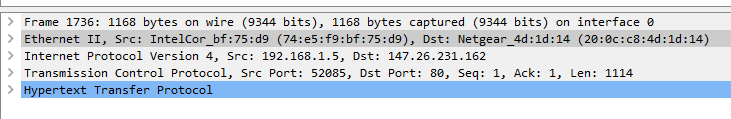 Frame 1736: 1168 bytes on wire (9344 bits), 1168 bytes captured (9344 bits) on interface 0
Ethernet II, Src: IntelCor_bf:75:d9 (74:e5:f9:bf:75:d9), Dst: Netgear_4d:1d:14 (20:0c:c8:4d:1d:14)
Internet Protocol Version 4, Src: 192.168.1.5, Dst: 147.26.231.162
Transmission Control Protocol, Src Port: 52085, Dst Port: 80, Seq: 1, Ack: 1, Len: 1114
Hypertext Transfer Protocol